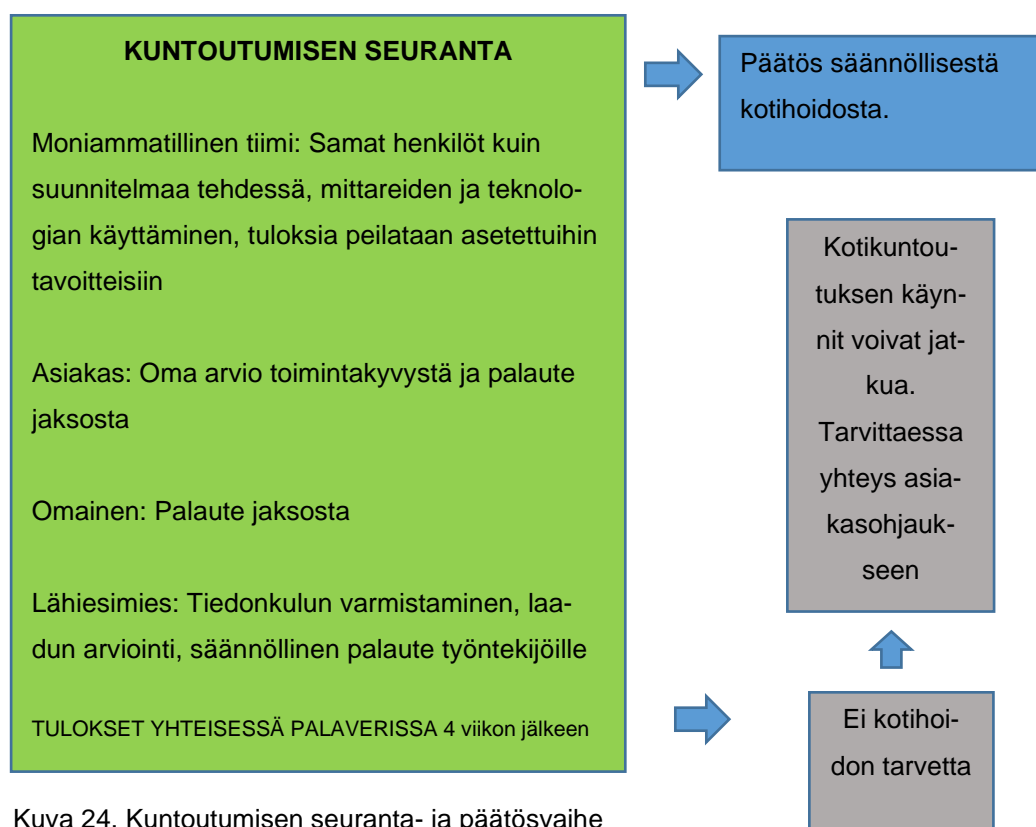 KUNTOUTUMISEN SEURANTA
Moniammatillinen tiimi: Samat henkilöt kuin
suunnitelmaa tehdessä, mittareiden ja teknolo-
gian käyttäminen, tuloksia peilataan asetettuihin
tavoitteisiin
Asiakas: Oma arvio toimintakyvystä ja palaute
jaksosta
Omainen: Palaute jaksosta
Lähiesimies: Tiedonkulun varmistaminen, laa-
dun arviointi, säännöllinen palaute työntekijöille
TULOKSET YHTEISESSÄ PALAVERISSA 4 viikon jälkeen
Päätös säännöllisestä
kotihoidosta.
Kotikuntou-
tuksen käyn-
nit voivat jat-
kua.
Tarvittaessa
yhteys asia-
kasohjauk-
seen
Ei kotihoi-
don tarvetta
Kuva 24. Kuntoutumisen seuranta- ja päätösvaihe